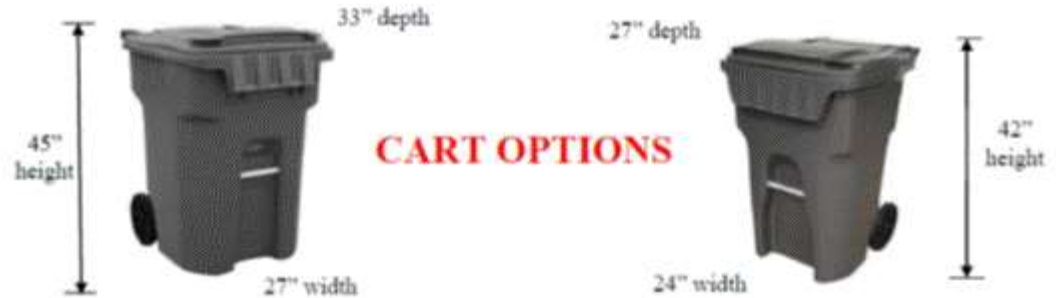 33” depth
27” depth
45”
height
CART OPTIONS
42”
height
27” width
24” width